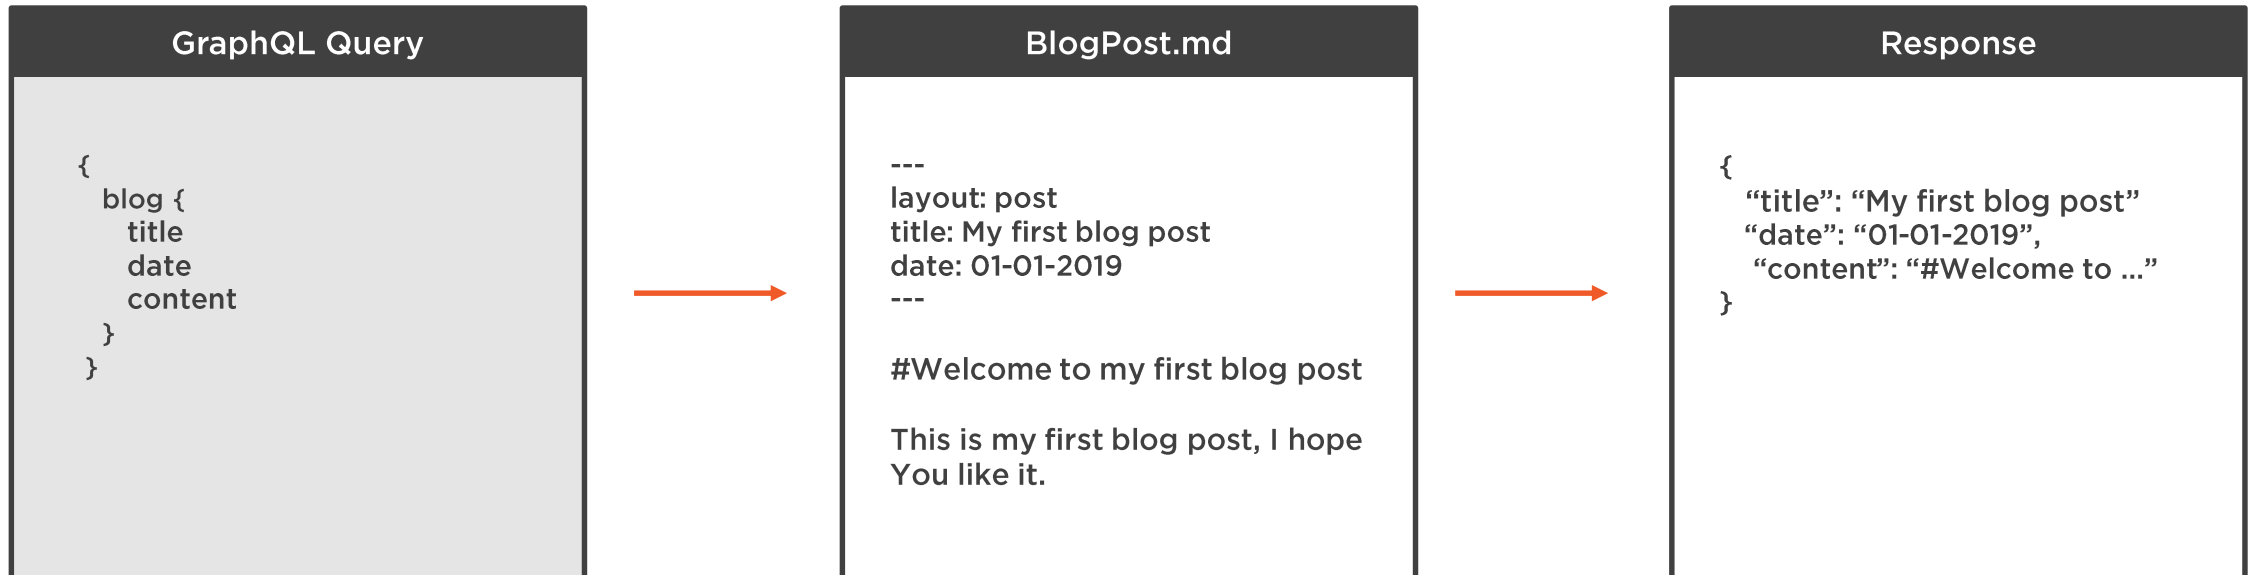 GraphQL Query
{
blog {
title
date
content
}
}
BlogPost.md
---
layout: post
title: My first blog post
date: 01-01-2019
---
#Welcome to my first blog post
This is my first blog post, I hope
You like it.
Response
{
“title”: “My first blog post”
“date”: “01-01-2019”,
“content”: “#Welcome to ...”
}